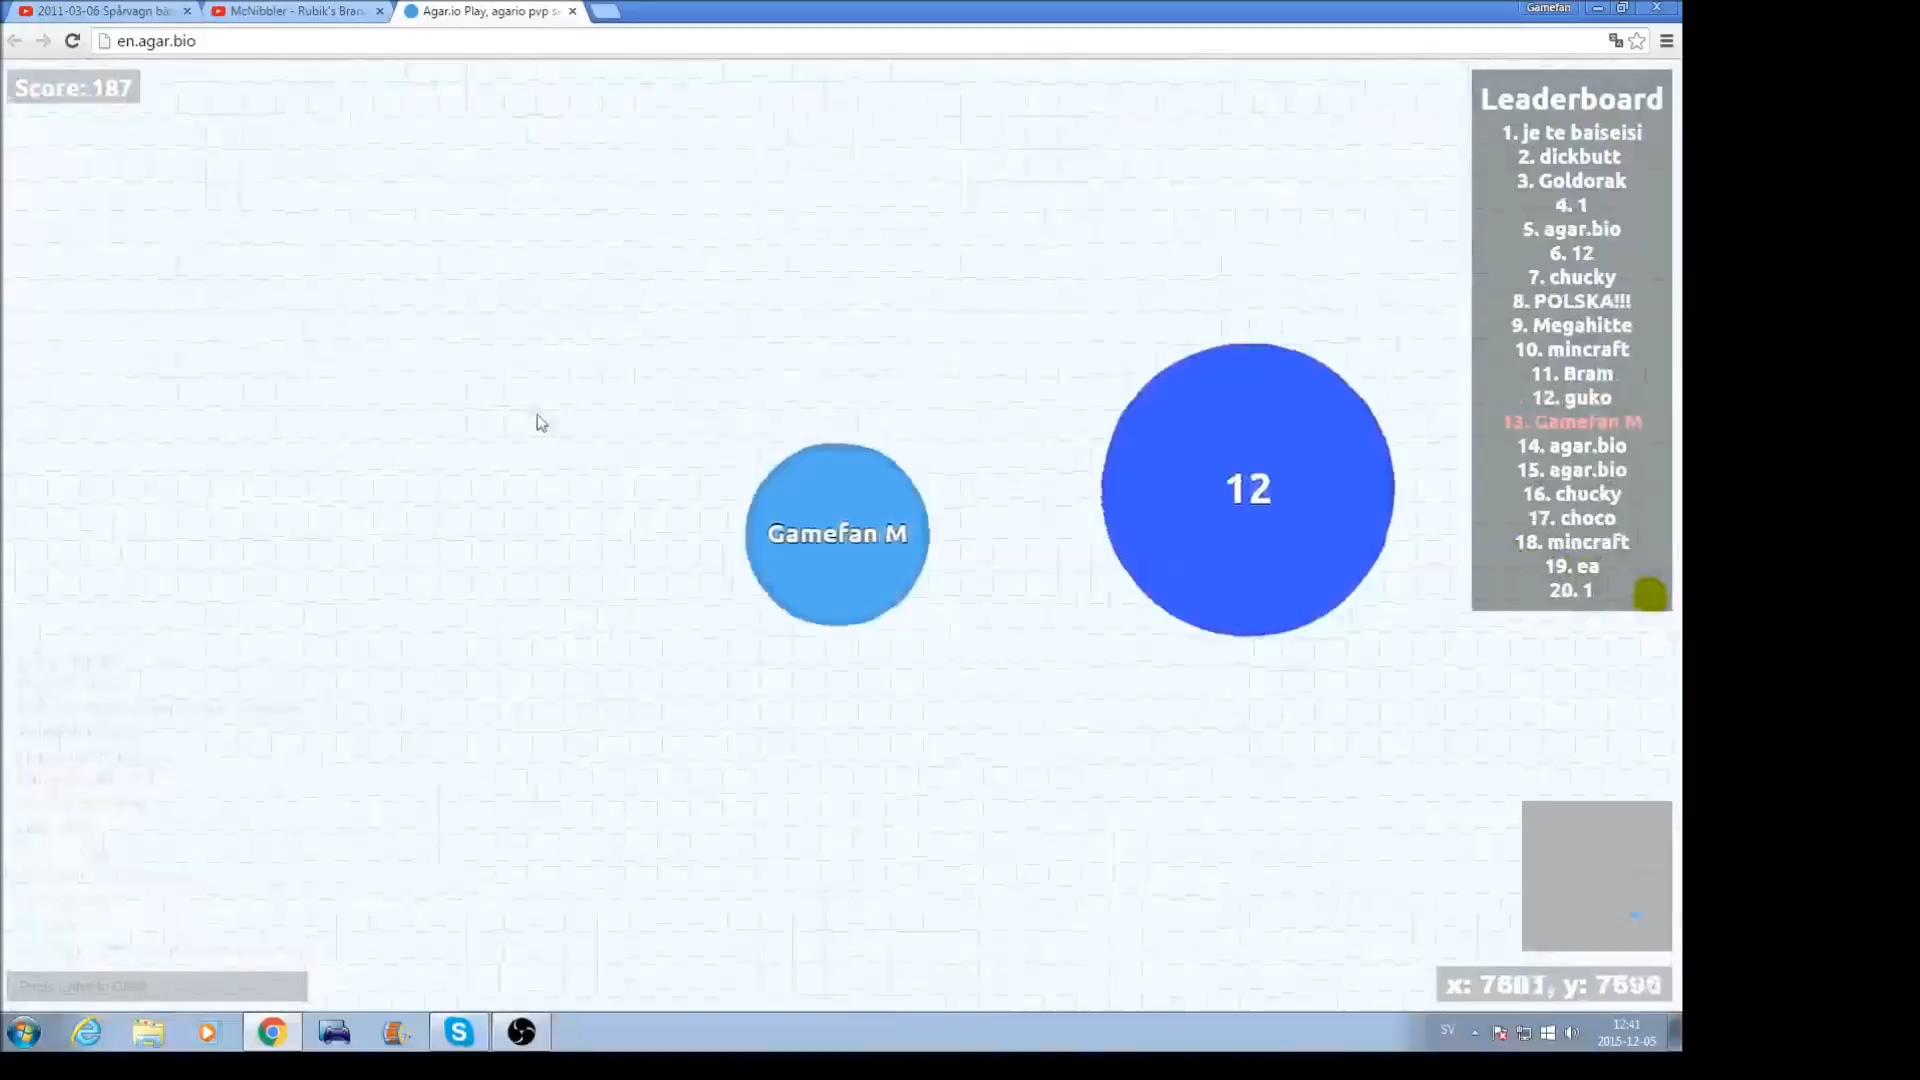 2011-03-06 Spårvagn bå
McNibbler - Rubik's Bran
Agar.io Play, agario pvp s
Gamefan
en.agar.bio
Score: 187
Leaderboard
1. je te baiseisi
2. dickbutt
3. Goldorak
4. 1
5. agar.bio
6. 12
7. chucky
8. POLSKA!!!
9. Megahitte
10. mincraft
11. Bram
12. guko
13. Gamefan M
14. agar.bio
15. agar.bio
16. chucky
17. choco
18. mincraft
19. ea
20. 1
Gamefan M
12
x: y:
SV
12:41
2015-12-05